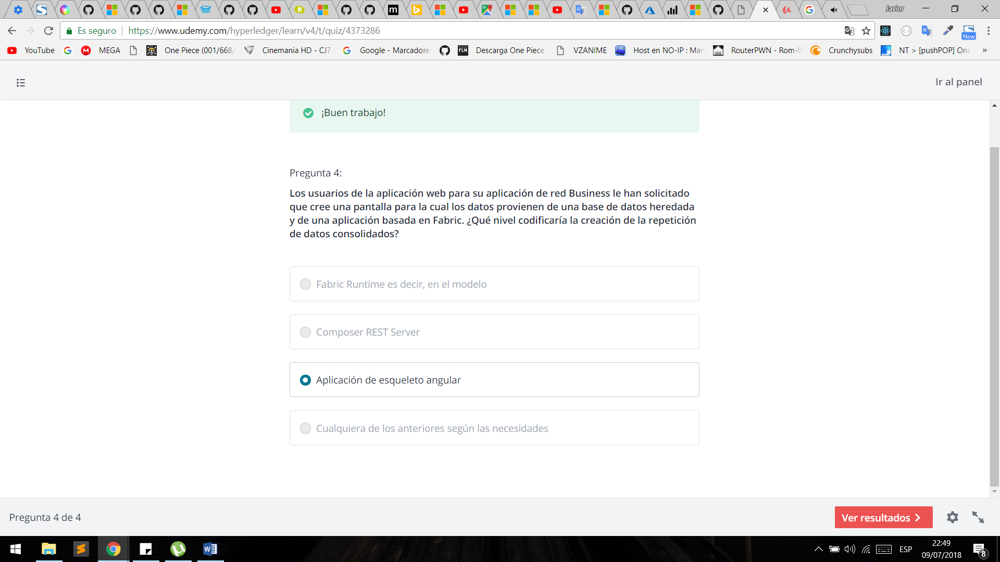 Javier
Es seguro https://www.udemy.com/hyperledger/learn/v4/t/quiz/4373286
New
YouTube MEGA One Piece (001/668/ Cinemania HD - CJ7 Google - Marcadore FLN Descarga One Piece VZANIME Host en NO-IP : Man RouterPWN - Rom-0 Crunchysubs NT > [pushPOP] One »
Ir al panel
¡Buen trabajo!
Pregunta 4:
Los usuarios de la aplicación web para su aplicación de red Business le han solicitado
que cree una pantalla para la cual los datos provienen de una base de datos heredada
y de una aplicación basada en Fabric. ¿Qué nivel codificaría la creación de la repetición
de datos consolidados?
Fabric Runtime es decir, en el modelo
Composer REST Server
Aplicación de esqueleto angular
Cualquiera de los anteriores según las necesidades
Pregunta 4 de 4
Ver resultados
22:49
ESP
09/07/2018
8